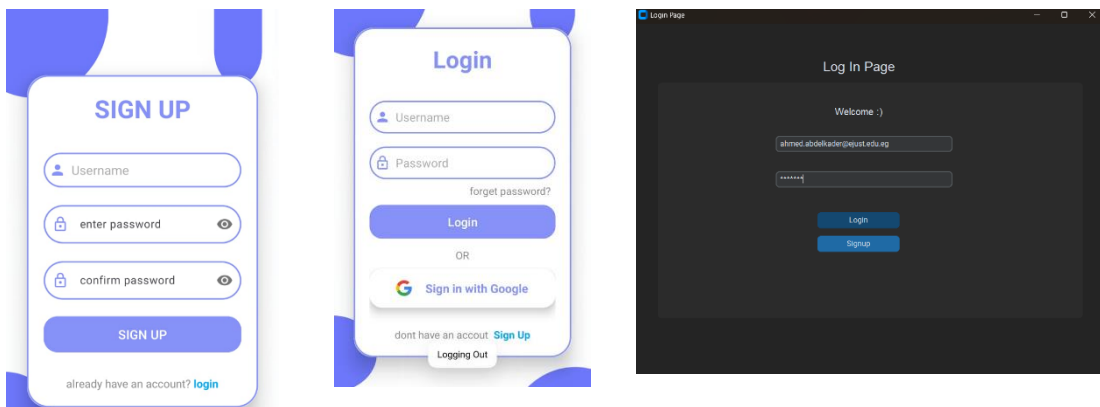 SIGN UP
Username
enter password
confirm password
SIGN UP
already have an account? login
Login
Username
Password
forget password?
Login
OR
Sign in with Google
dont have an accout Sign Up
Logging Out
Login Page
Log In Page
Welcome :)
ahmed.abdelkader@ejust.edu.eg
*******
Login
Signup